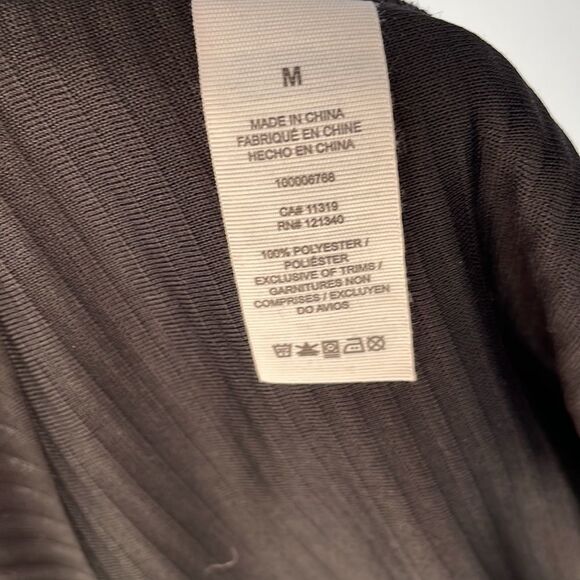 M
MADE IN CHINA
FABRIQUÉ EN CHINE
HECHO EN CHINA
100006768
CA# 11319
RN# 121340
100% POLYESTER /
POLIÉSTER
EXCLUSIVE OF TRIMS /
GARNITURES NON
COMPRISES / EXCLUYEN
DO AVIOS